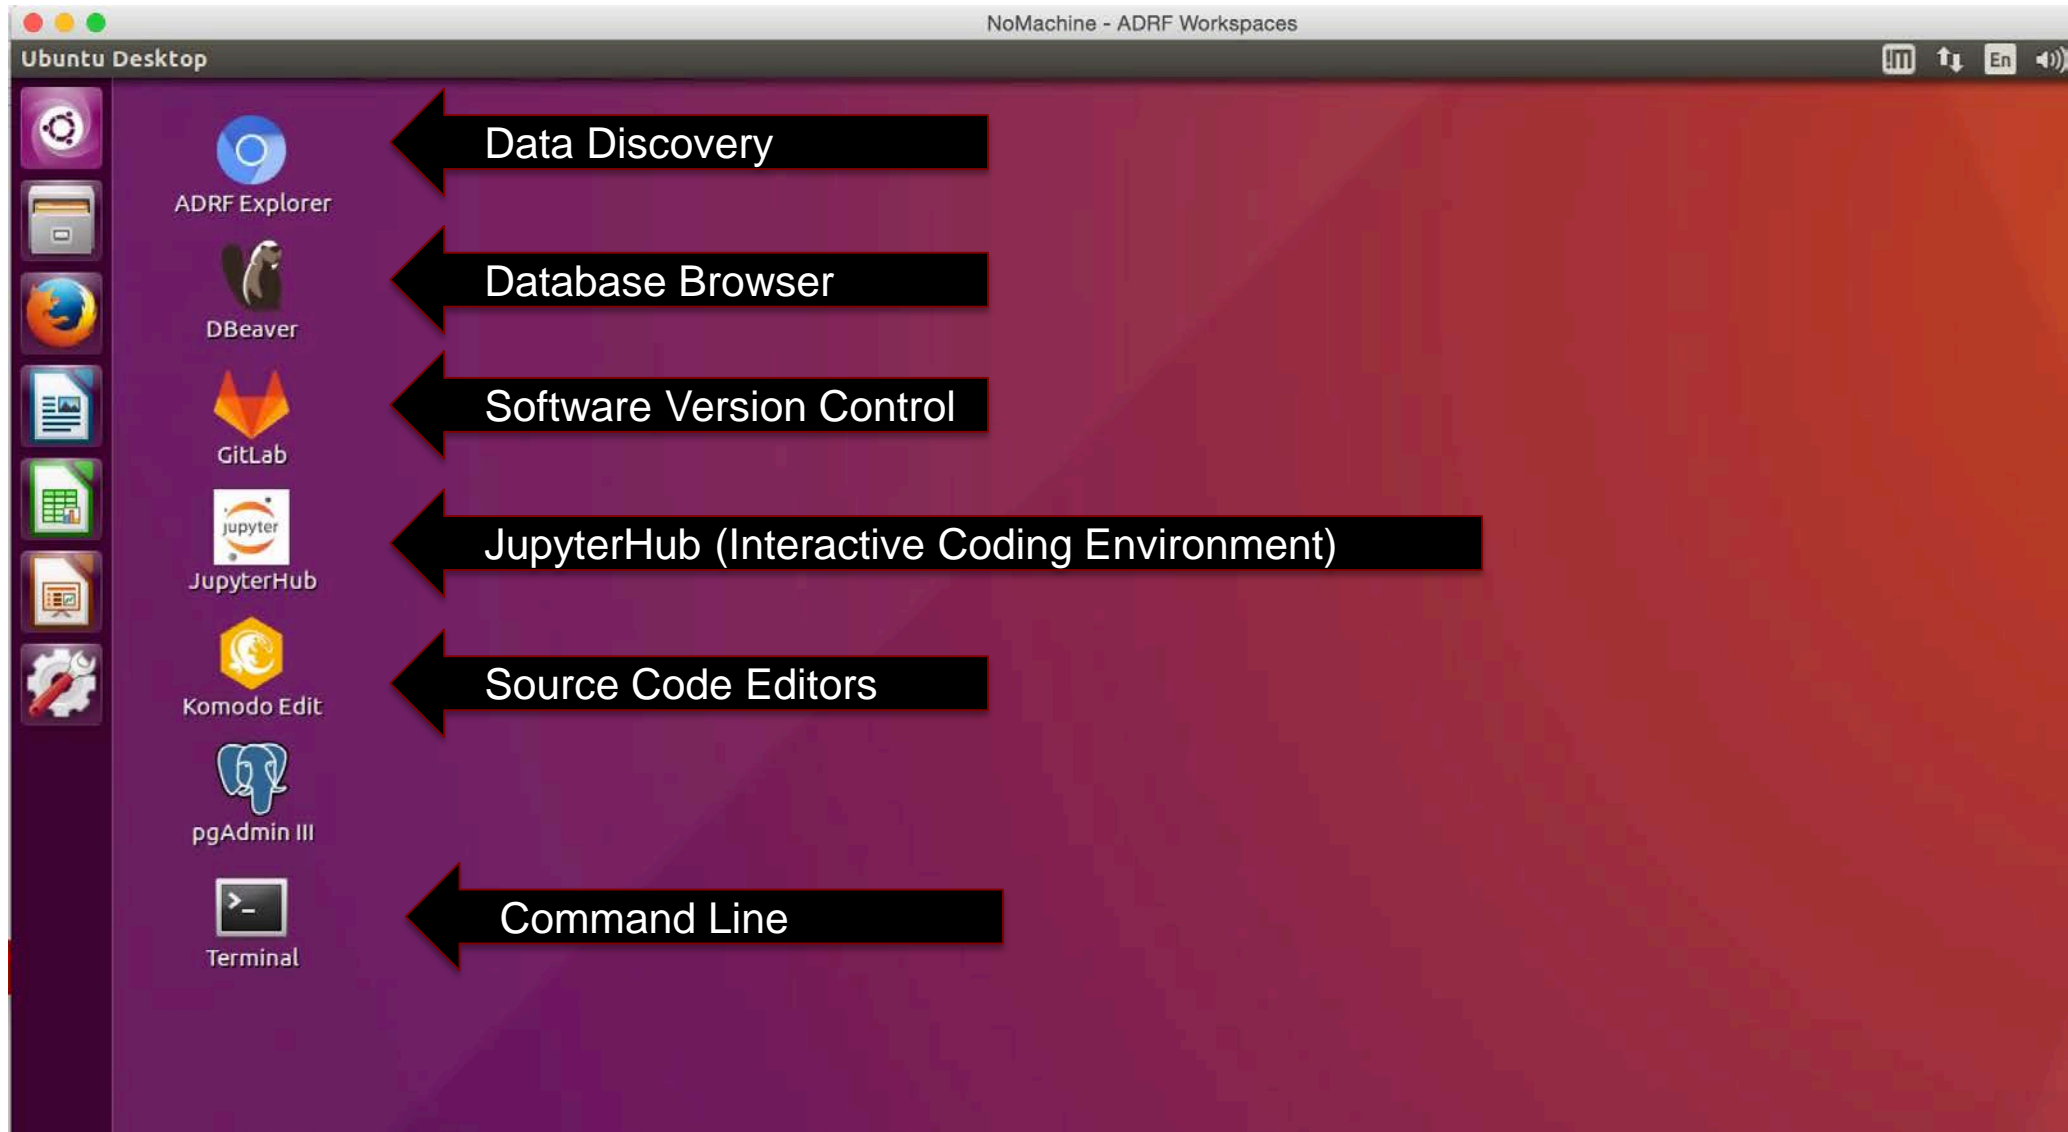 NoMachine - ADRF Workspaces
Ubuntu Desktop
!m
En
Data Discovery
ADRF Explorer
Database Browser
DBeaver
Software Version Control
GitLab
jupyter
JupyterHub (Interactive Coding Environment)
JupyterHub
Source Code Editors
Komodo Edit
pgAdmin III
>_
Command Line
Terminal